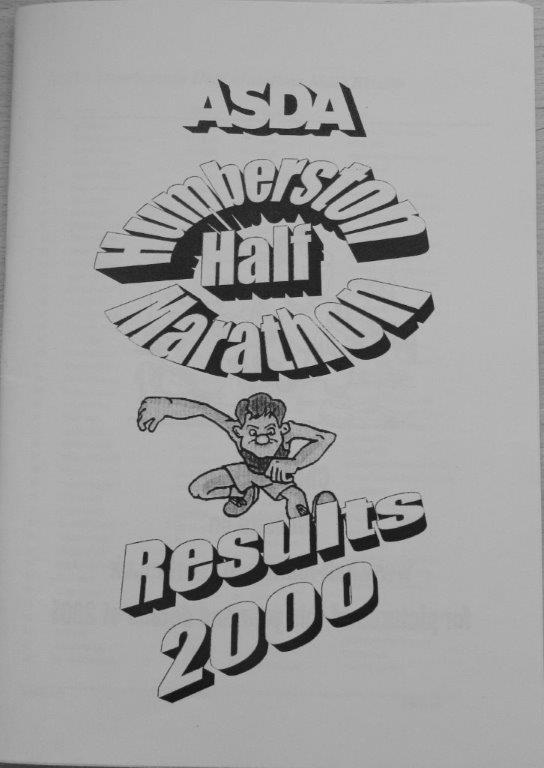 ASDA
Humberston
Half
Marathon
Results
2000